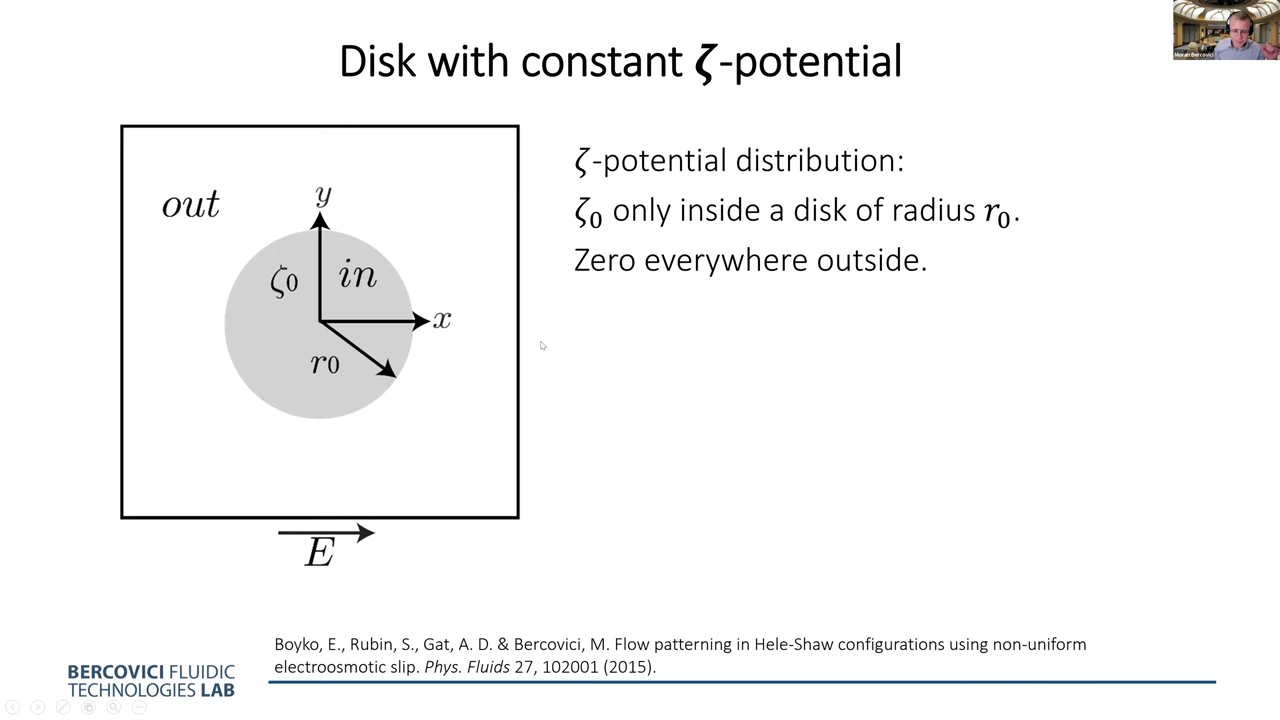 Disk with constant ζ-potential
Moran Bercovici
out
y
ζ0
in
x
r0
E
ζ-potential distribution:
ζ₀ only inside a disk of radius r₀.
Zero everywhere outside.
Boyko, E., Rubin, S., Gat, A. D. & Bercovici, M. Flow patterning in Hele-Shaw configurations using non-uniform
electroosmotic slip. Phys. Fluids 27, 102001 (2015).
BERCOVICI FLUIDIC
TECHNOLOGIES LAB